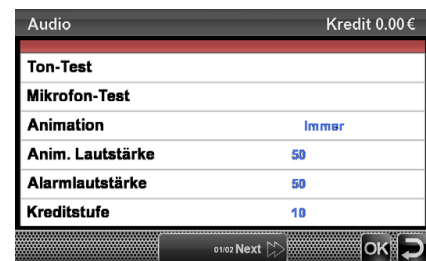 Audio Kredit 0.00€
Ton-Test
Mikrofon-Test
Animation Immer
Anim. Lautstärke 50
Alarmlautstärke 50
Kreditstufe 10
01/02 Next OK